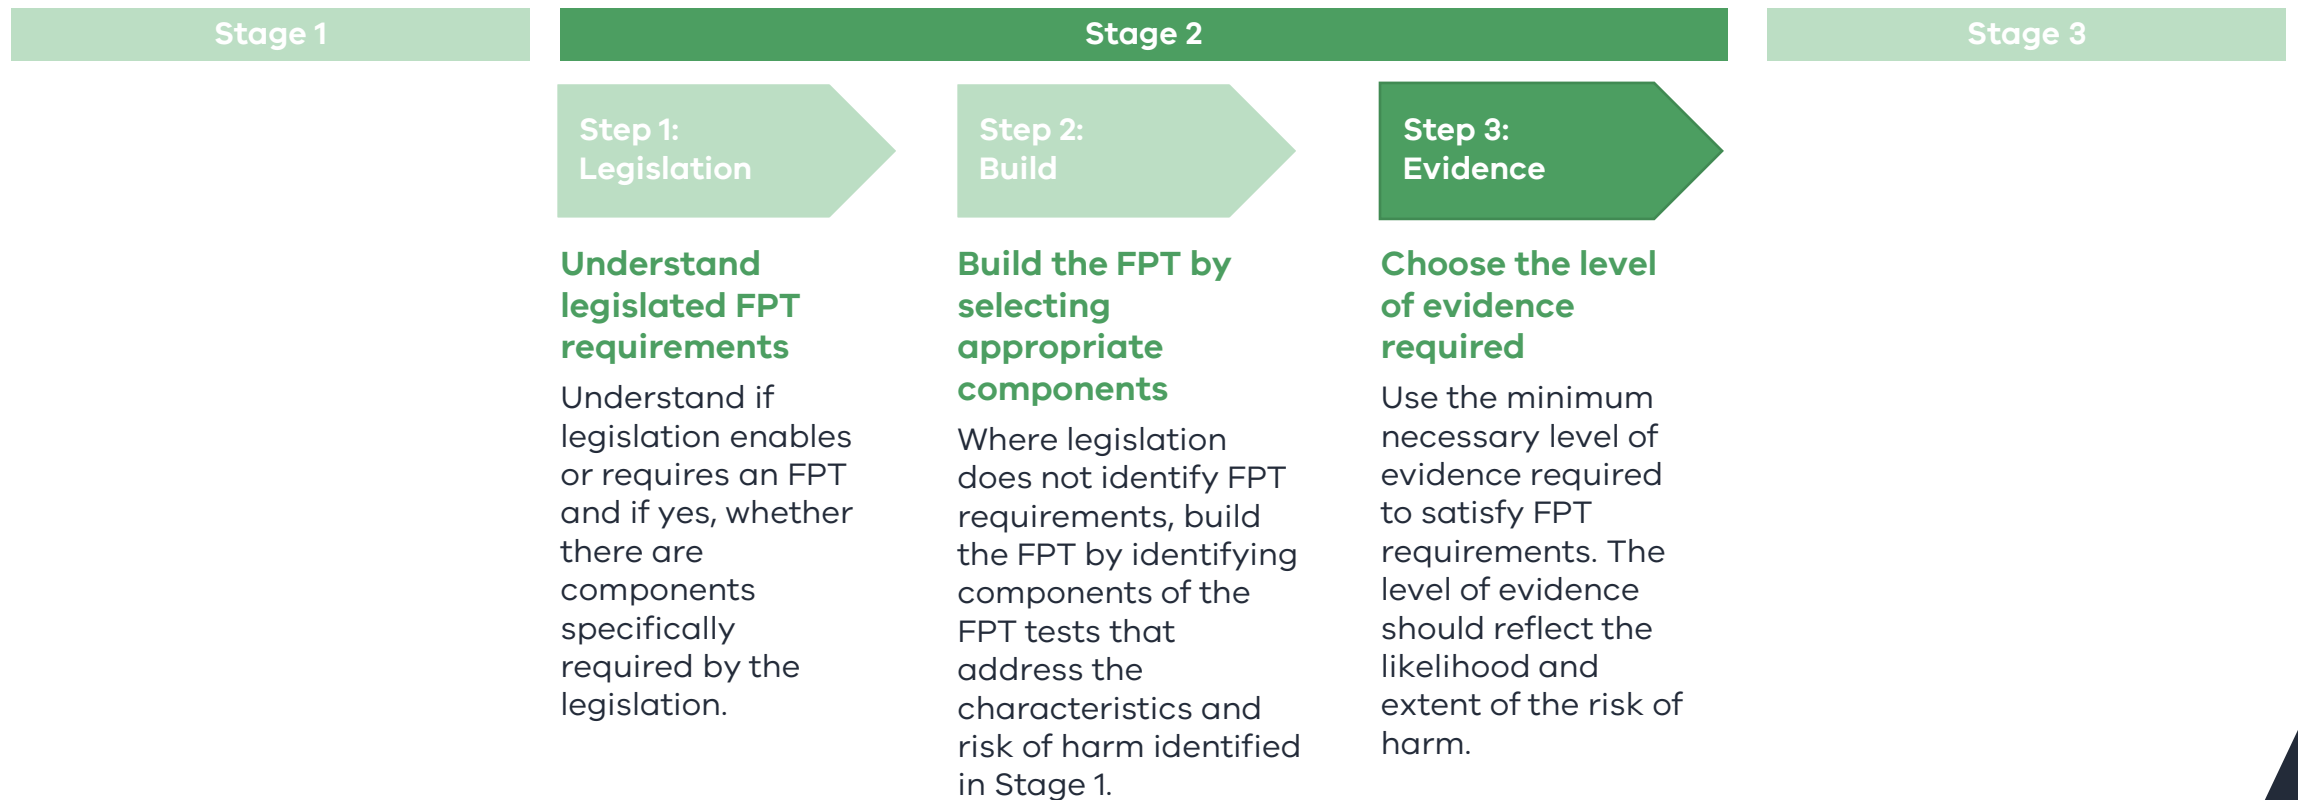 Stage 1
Stage 2
Stage 3
Step 1:
Legislation
Understand
legislated FPT
requirements
Understand if
legislation enables
or requires an FPT
and if yes, whether
there are
components
specifically
required by the
legislation.
Step 2:
Build
Build the FPT by
selecting
appropriate
components
Where legislation
does not identify FPT
requirements, build
the FPT by identifying
components of the
FPT tests that
address the
characteristics and
risk of harm identified
in Stage 1.
Step 3:
Evidence
Choose the level
of evidence
required
Use the minimum
necessary level of
evidence required
to satisfy FPT
requirements. The
level of evidence
should reflect the
likelihood and
extent of the risk of
harm.